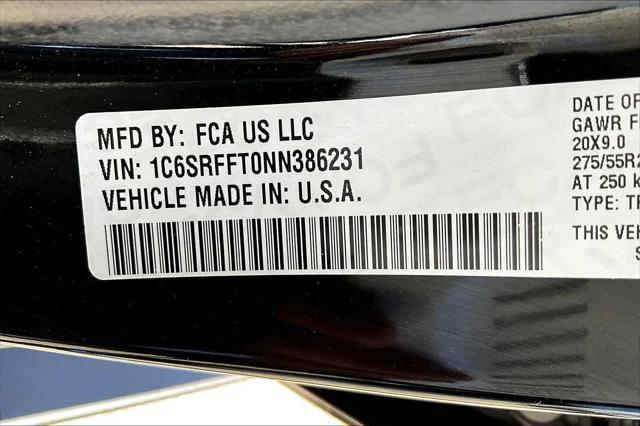 MFD BY: FCA US LLC
VIN: 1C6SRFFT0NN386231
VEHICLE MADE IN: U.S.A.
DATE OF
GAWR F
20X9.0
275/55R2
AT 250 k
TYPE: T
THIS VEH
S